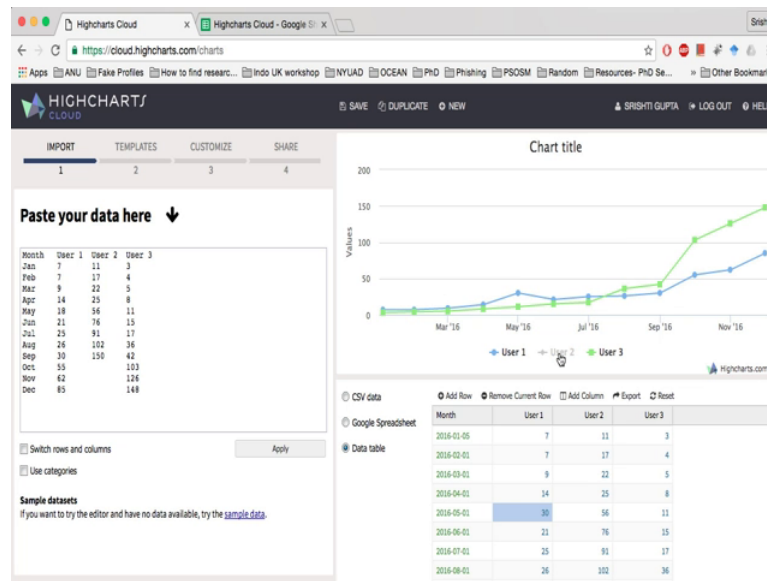 Highcharts Cloud
Highcharts Cloud - Google Sh
Srish
https://cloud.highcharts.com/charts
Apps ANU Fake Profiles How to find researc... Indo UK workshop NYUAD OCEAN PhD Phishing PSOSM Random Resources- PhD Se... » Other Bookmar
HIGHCHARTS
CLOUD
SAVE DUPLICATE NEW
SRISHTI GUPTA LOG OUT HEL
IMPORT TEMPLATES CUSTOMIZE SHARE
1 2 3 4
Paste your data here
Month User 1 User 2 User 3
Jan 7 11 3
Feb 7 17 4
Mar 9 22 5
Apr 14 25 8
May 18 56 11
Jun 21 76 15
Jul 25 91 17
Aug 26 102 36
Sep 30 150 42
Oct 55 103
Nov 62 126
Dec 85 148
Switch rows and columns
Apply
Use categories
Sample datasets
If you want to try the editor and have no data available, try the sample data.
Chart title
Values
200
150
100
50
0
Mar '16 May '16 Jul '16 Sep '16 Nov '16
User 1 User 2 User 3
Highcharts.com
CSV data
Google Spreadsheet
Data table
Add Row Remove Current Row Add Column Export Reset
Month User 1 User 2 User 3
2016-01-05 7 11 3
2016-02-01 7 17 4
2016-03-01 9 22 5
2016-04-01 14 25 8
2016-05-01 30 56 11
2016-06-01 21 76 15
2016-07-01 25 91 17
2016-08-01 26 102 36